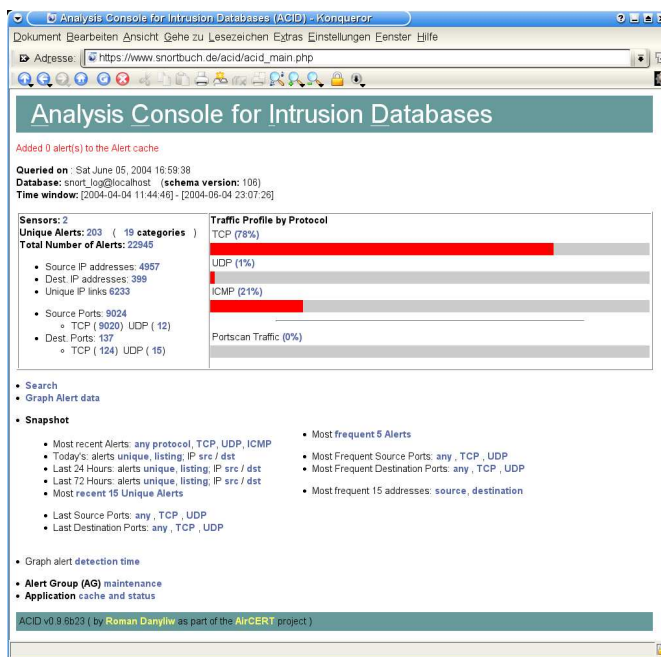 Analysis Console for Intrusion Databases (ACID) - Konqueror
Dokument Bearbeiten Ansicht Gehe zu Lesezeichen Extras Einstellungen Fenster Hilfe
Adresse: https://www.snortbuch.de/acid/acid_main.php
Analysis Console for Intrusion Databases
Added 0 alert(s) to the Alert cache
Queried on : Sat June 05, 2004 16:59:38
Database: snort_log@localhost (schema version: 106)
Time window: [2004-04-04 11:44:46] - [2004-06-04 23:07:26]
Sensors: 2
Unique Alerts: 203 ( 19 categories )
Total Number of Alerts: 22945
Source IP addresses: 4957
Dest. IP addresses: 399
Unique IP links 6233
Source Ports: 9024
TCP ( 9020) UDP ( 12)
Dest. Ports: 137
TCP ( 124) UDP ( 15)
Traffic Profile by Protocol
TCP (78%)
UDP (1%)
ICMP (21%)
Portscan Traffic (0%)
Search
Graph Alert data
Snapshot
Most recent Alerts: any protocol, TCP, UDP, ICMP
Today's: alerts unique, listing; IP src / dst
Last 24 Hours: alerts unique, listing; IP src / dst
Last 72 Hours: alerts unique, listing; IP src / dst
Most recent 15 Unique Alerts
Last Source Ports: any , TCP , UDP
Last Destination Ports: any , TCP , UDP
Most frequent 5 Alerts
Most Frequent Source Ports: any , TCP , UDP
Most Frequent Destination Ports: any , TCP , UDP
Most frequent 15 addresses: source, destination
Graph alert detection time
Alert Group (AG) maintenance
Application cache and status
ACID v0.9.6b23 ( by Roman Danyliw as part of the AirCERT project )